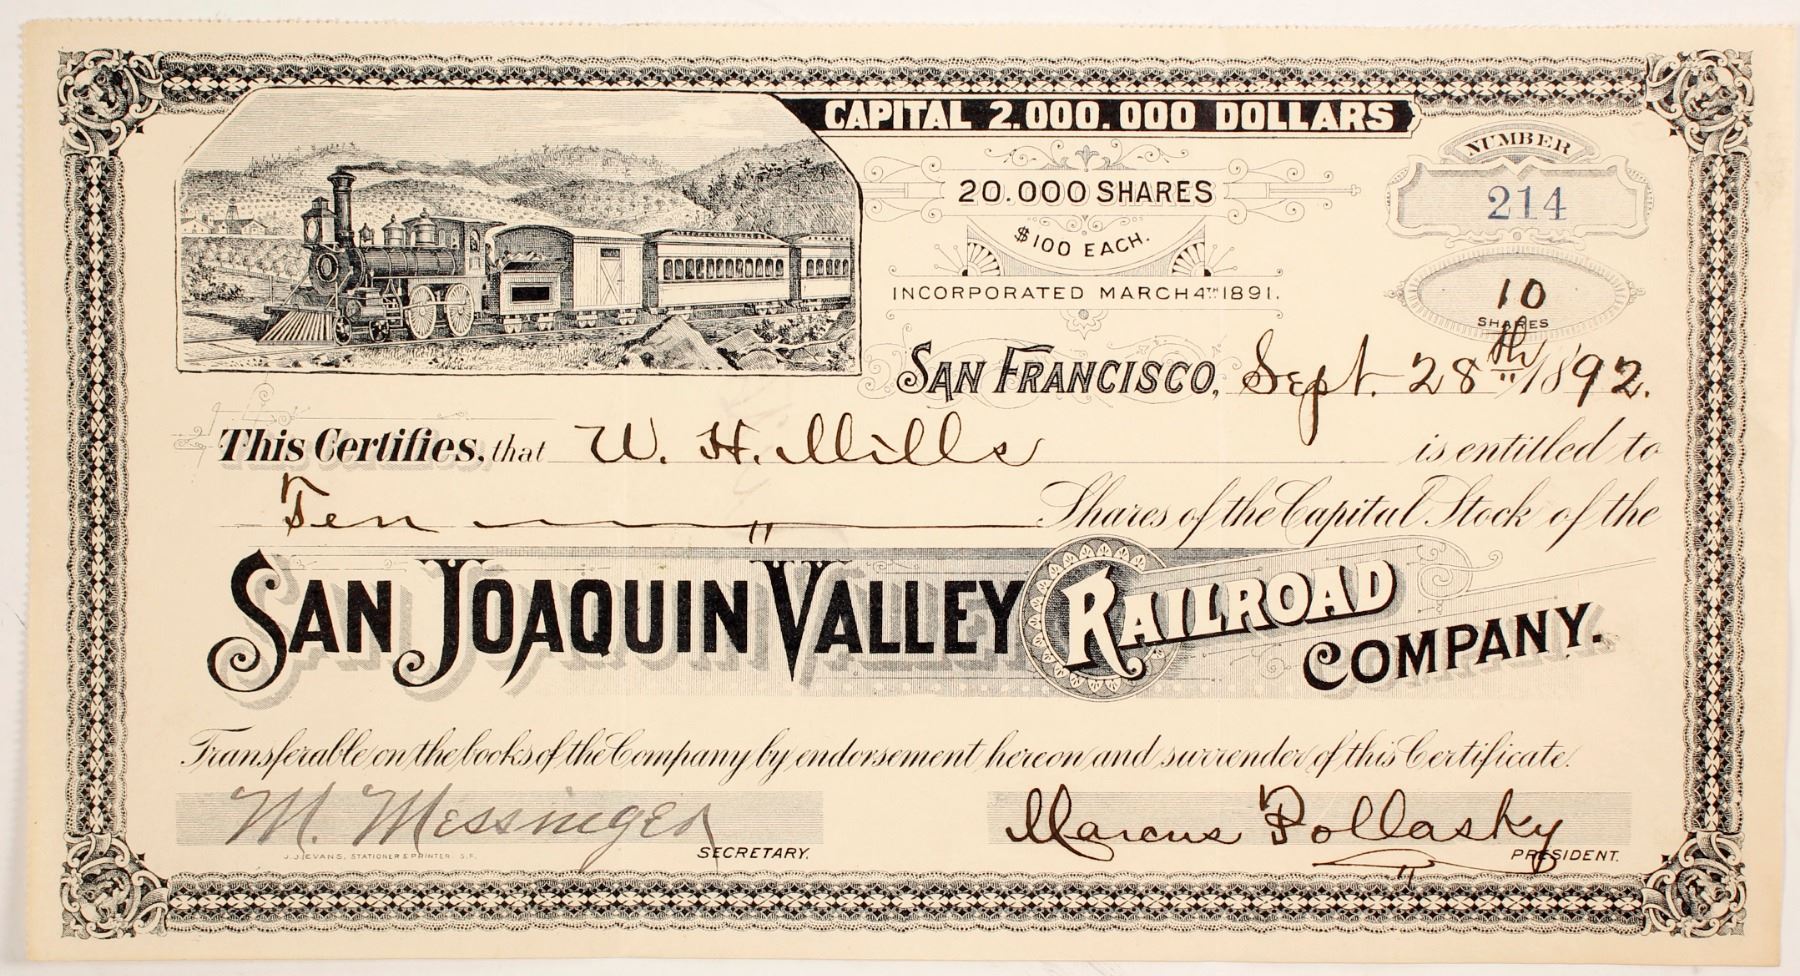 CAPITAL 2.000.000 DOLLARS
NUMBER
214
20.000 SHARES
$100 EACH.
INCORPORATED MARCH 4TH 1891.
10
SHARES
SAN FRANCISCO, Sept. 28th 1892.
This Certifies, that W. H. Mills is entitled to
Ten Shares of the Capital Stock of the
SAN JOAQUIN VALLEY RAILROAD COMPANY.
Transferable on the books of the Company by endorsement hereon and surrender of this Certificate.
M. Messinger
SECRETARY.
J.J. EVANS, STATIONER & PRINTER S.F.
Marcus Pollasky
PRESIDENT.